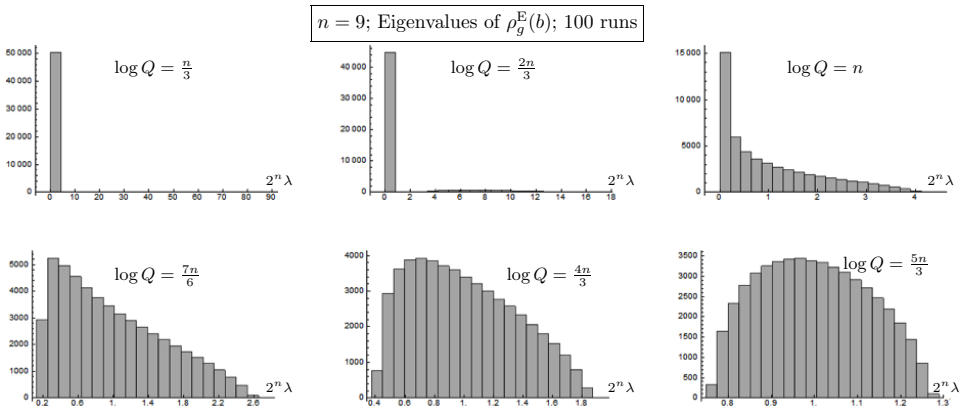 n = 9; Eigenvalues of ρ_g^E(b); 100 runs
log Q = n/3
50 000
40 000
30 000
20 000
10 000
0
0 10 20 30 40 50 60 70 80 90
2^n λ
log Q = 2n/3
40 000
30 000
20 000
10 000
0
0 2 4 6 8 10 12 14 16 18
2^n λ
log Q = n
15 000
10 000
5000
0
0 1 2 3 4
2^n λ
log Q = 7n/6
5000
4000
3000
2000
1000
0
0.2 0.6 1. 1.4 1.8 2.2 2.6
2^n λ
log Q = 4n/3
4000
3000
2000
1000
0
0.4 0.6 0.8 1. 1.2 1.4 1.6 1.8
2^n λ
log Q = 5n/3
3500
3000
2500
2000
1500
1000
500
0
0.8 0.9 1. 1.1 1.2 1.3
2^n λ